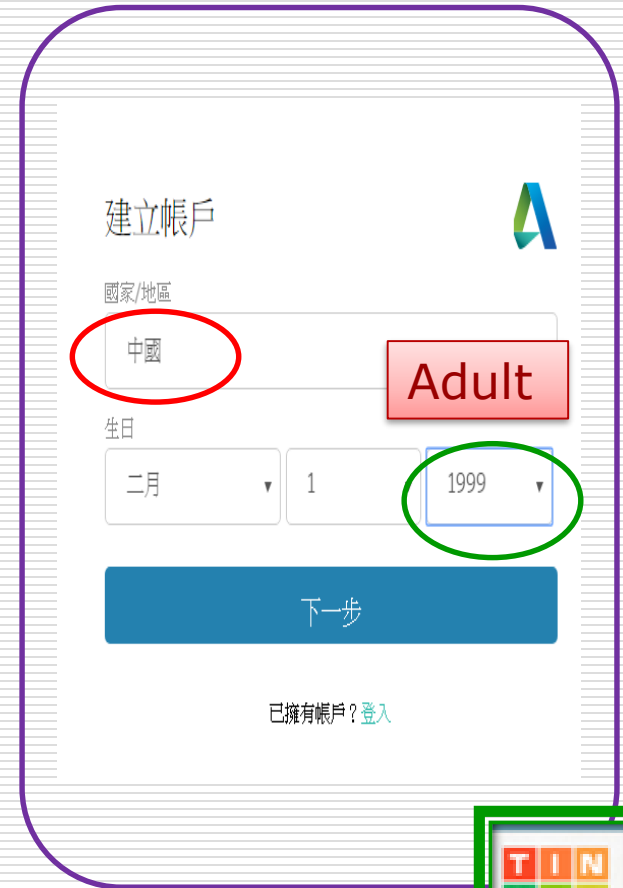 建立帳戶
國家/地區
中國
Adult
生日
二月 1 1999
下一步
已擁有帳戶？登入
T I N